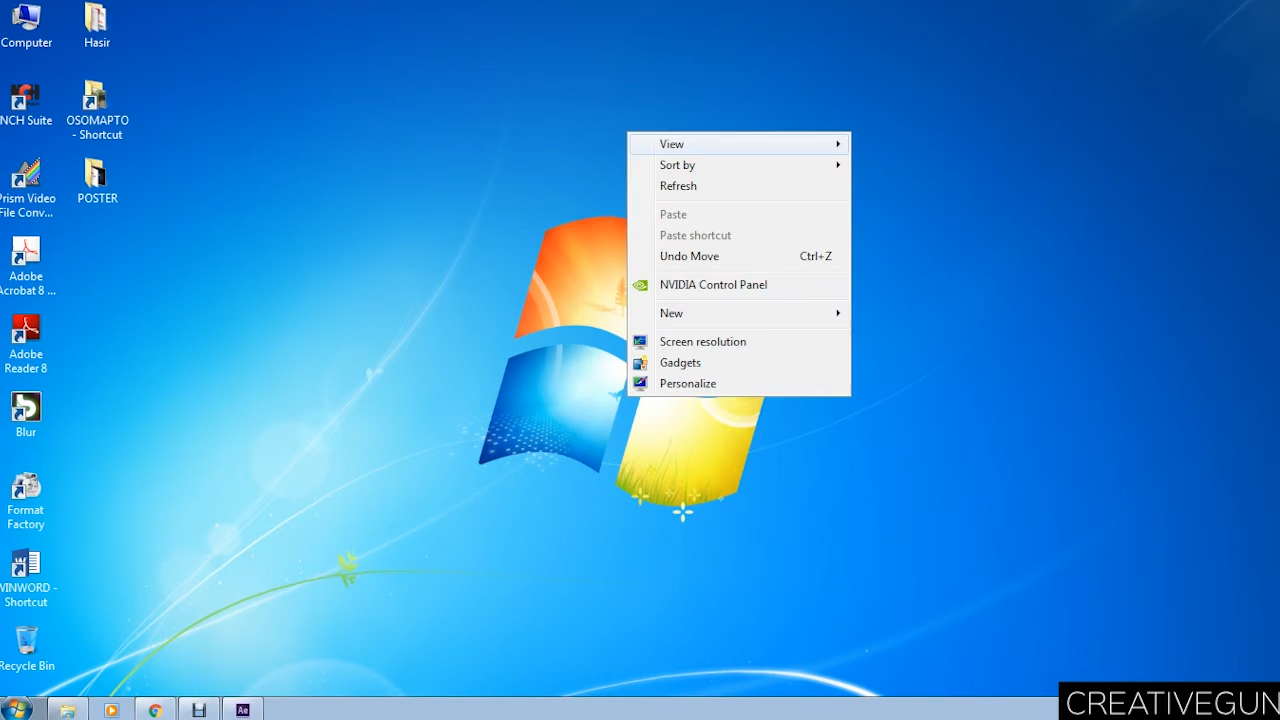 Computer
Hasir
NCH Suite
OSOMAPTO
- Shortcut
Prism Video
File Conv...
POSTER
Adobe
Acrobat 8 ...
Adobe
Reader 8
Blur
Format
Factory
WINWORD -
Shortcut
Recycle Bin
View
Sort by
Refresh
Paste
Paste shortcut
Undo Move Ctrl+Z
NVIDIA Control Panel
New
Screen resolution
Gadgets
Personalize
Ae
CREATIVEGUN